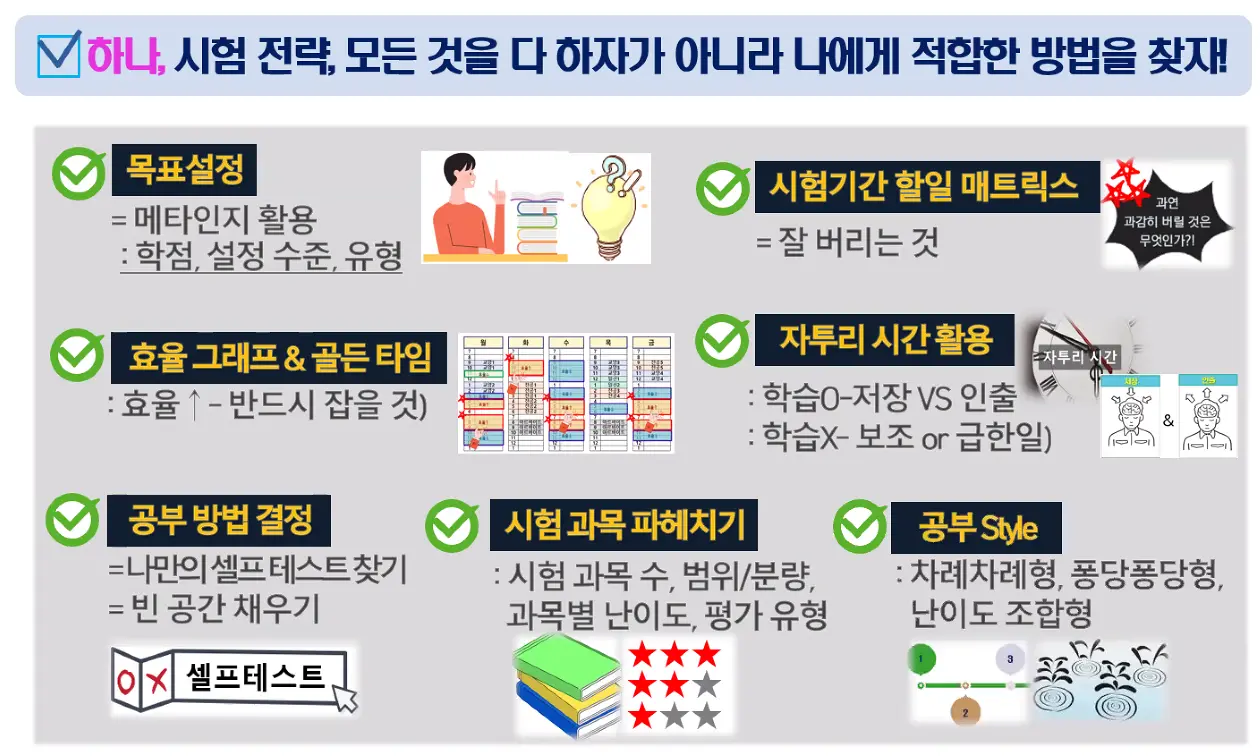 하나, 시험 전략, 모든 것을 다 하자가 아니라 나에게 적합한 방법을 찾자!
목표설정
= 메타인지 활용
: 학점, 설정 수준, 유형
시험기간 할일 매트릭스
= 잘 버리는 것
과연
과감히 버릴 것은
무엇인가?!
효율 그래프 & 골든 타임
: 효율↑- 반드시 잡을 것)
월 화 수 목 금
자투리 시간 활용
: 학습O-저장 VS 인출
: 학습X- 보조 or 급한일)
자투리 시간
저장 & 인출
공부 방법 결정
=나만의 셀프테스트 찾기
= 빈 공간 채우기
O X 셀프테스트
시험 과목 파헤치기
: 시험 과목 수, 범위/분량,
과목별 난이도, 평가 유형
공부 Style
: 차례차례형, 퐁당퐁당형,
난이도 조합형
1 3
2